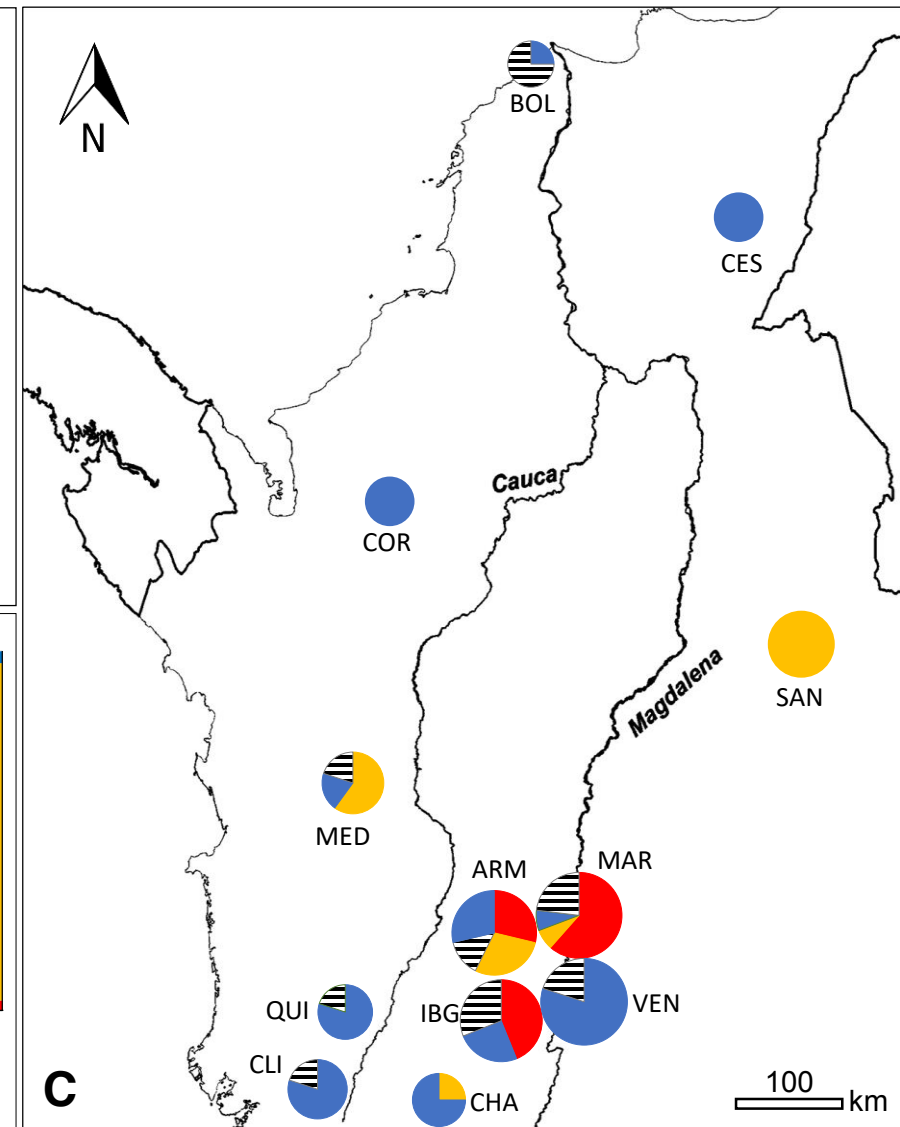 N
BOL
CES
Cauca
COR
Magdalena
SAN
MED
ARM
MAR
QUI
IBG
VEN
CLI
CHA
C
100
km